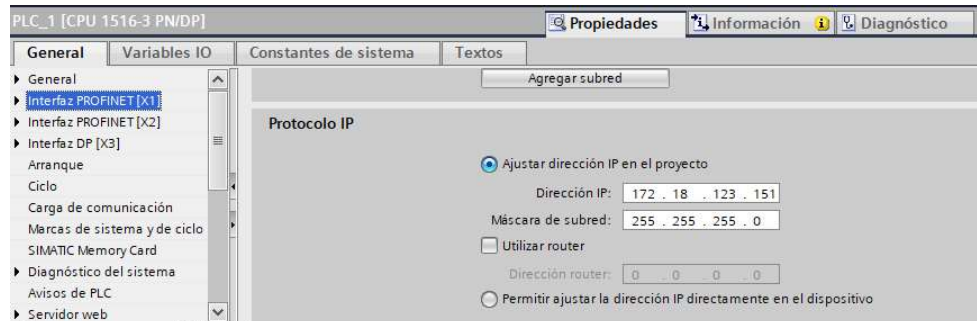 PLC_1 [CPU 1516-3 PN/DP]
Propiedades
Información
Diagnóstico
General
Variables IO
Constantes de sistema
Textos
General
Interfaz PROFINET [X1]
Interfaz PROFINET [X2]
Interfaz DP [X3]
Arranque
Ciclo
Carga de comunicación
Marcas de sistema y de ciclo
SIMATIC Memory Card
Diagnóstico del sistema
Avisos de PLC
Servidor web
Agregar subred
Protocolo IP
Ajustar dirección IP en el proyecto
Dirección IP: 172 . 18 . 123 . 151
Máscara de subred: 255 . 255 . 255 . 0
Utilizar router
Dirección router: 0 . 0 . 0 . 0
Permitir ajustar la dirección IP directamente en el dispositivo